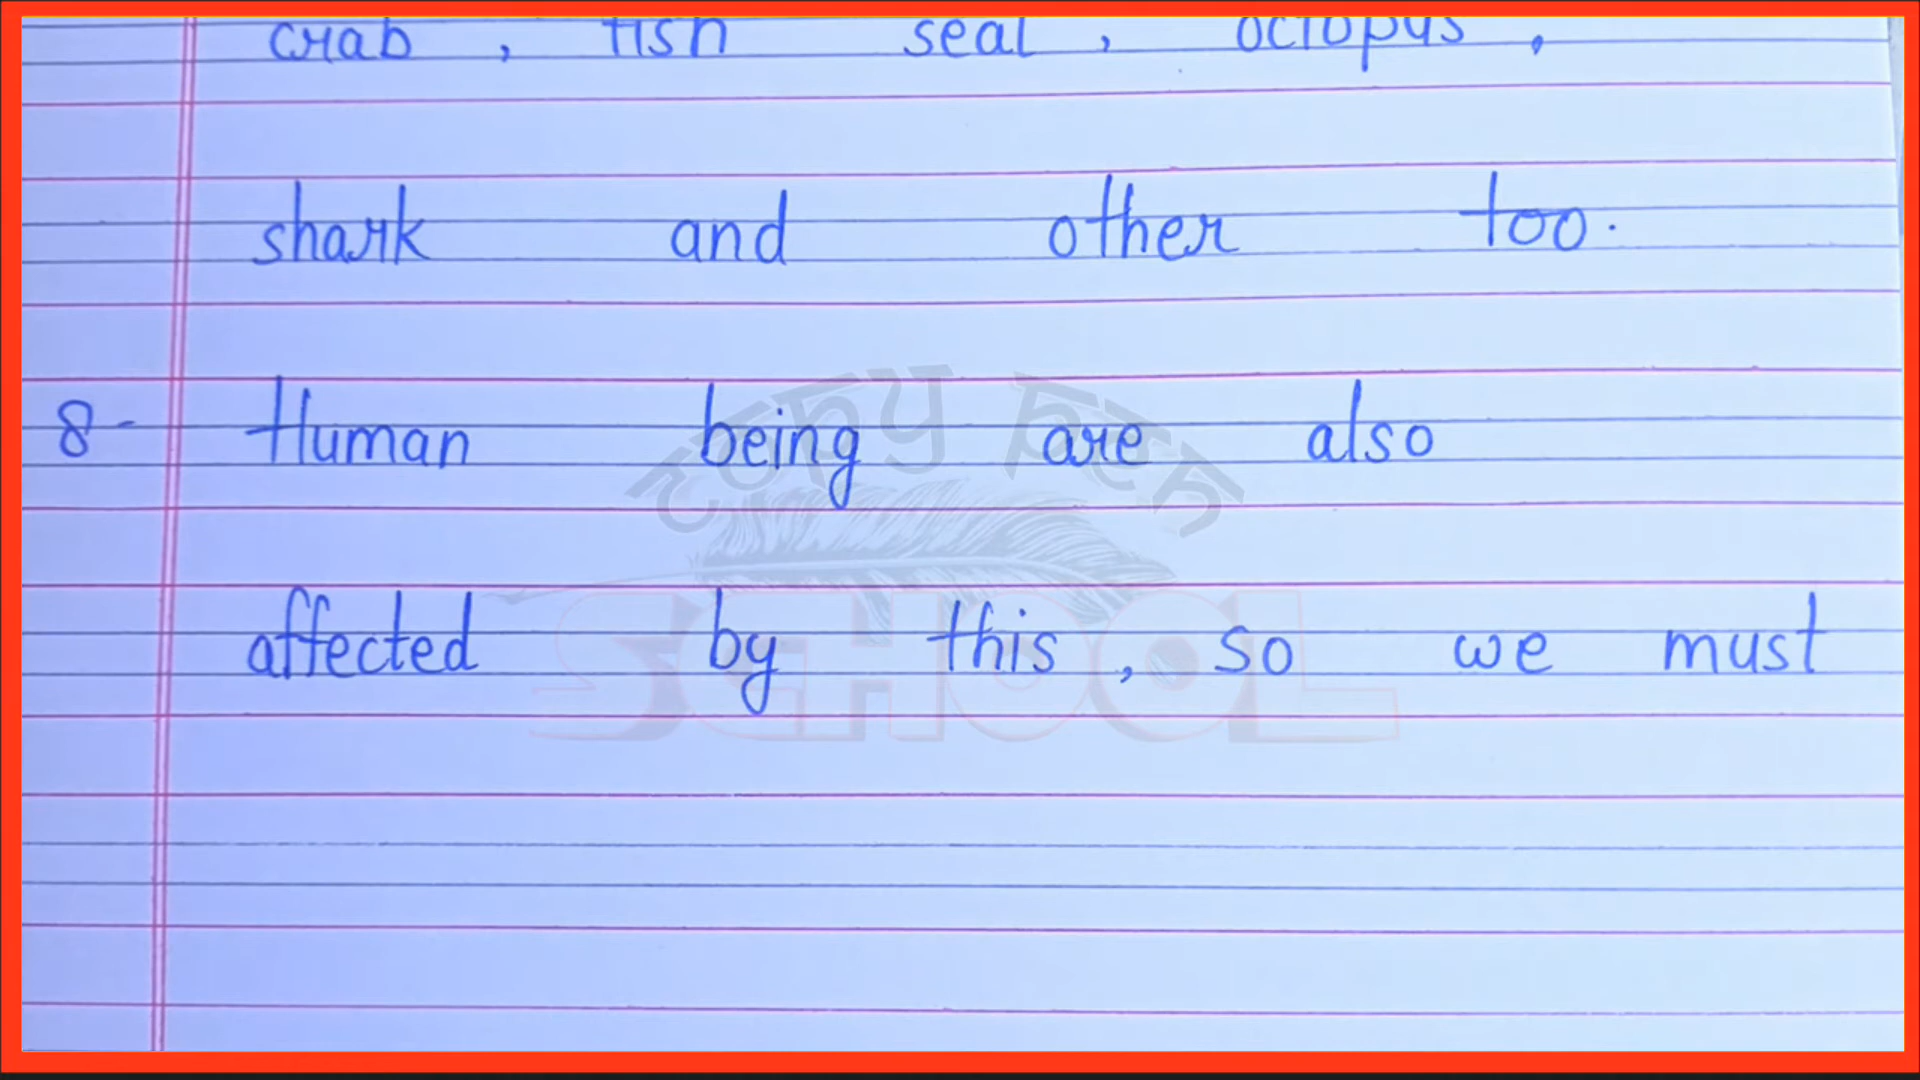 crab , fish seal , octopus ,
shark and other too.
8- Human being are also
affected by this , so we must
SCHOOL